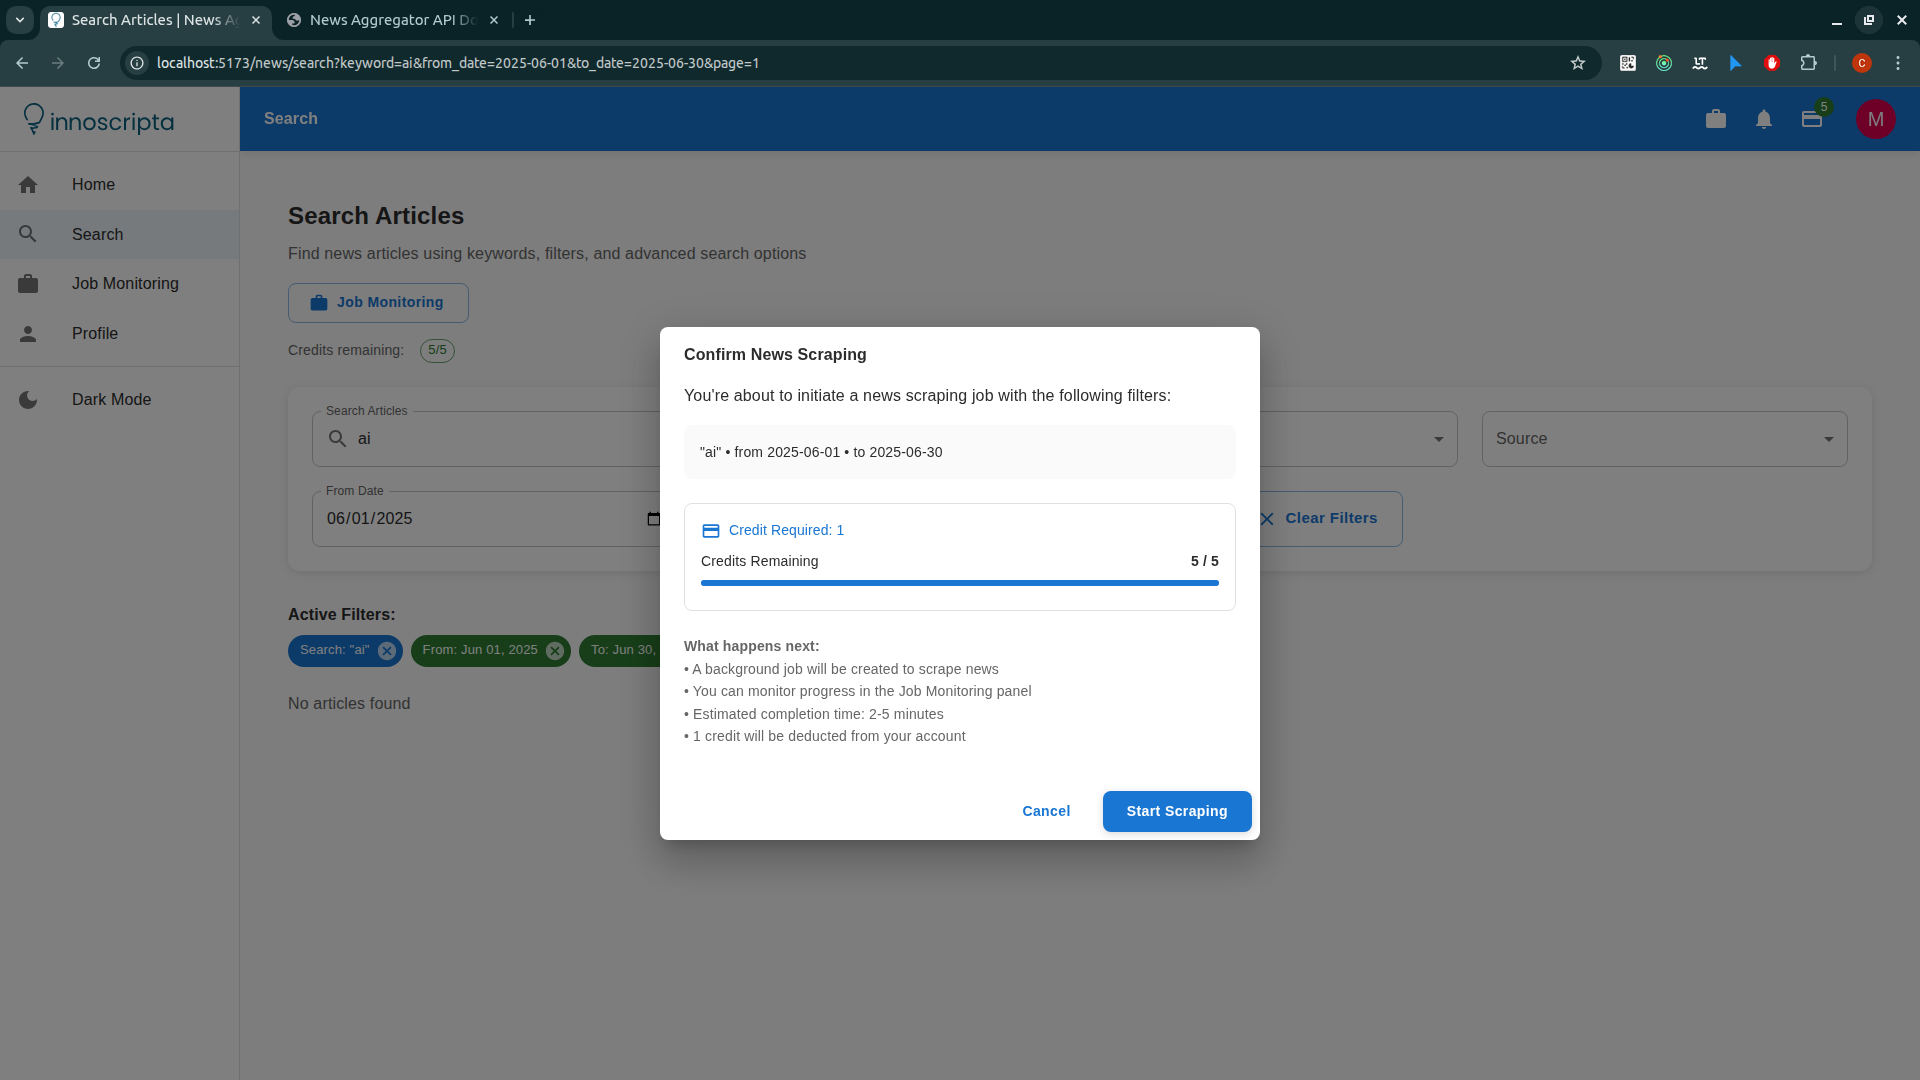 Search Articles | News A
News Aggregator API Do
localhost:5173/news/search?keyword=ai&from_date=2025-06-01&to_date=2025-06-30&page=1
C
innoscripta
Search
5
M
Home
Search
Job Monitoring
Profile
Dark Mode
Search Articles
Find news articles using keywords, filters, and advanced search options
Job Monitoring
Credits remaining: 5/5
Search Articles
ai
Source
From Date
06/01/2025
Clear Filters
Active Filters:
Search: "ai"
From: Jun 01, 2025
To: Jun 30,
No articles found
Confirm News Scraping
You're about to initiate a news scraping job with the following filters:
"ai" • from 2025-06-01 • to 2025-06-30
Credit Required: 1
Credits Remaining 5 / 5
What happens next:
• A background job will be created to scrape news
• You can monitor progress in the Job Monitoring panel
• Estimated completion time: 2-5 minutes
• 1 credit will be deducted from your account
Cancel
Start Scraping